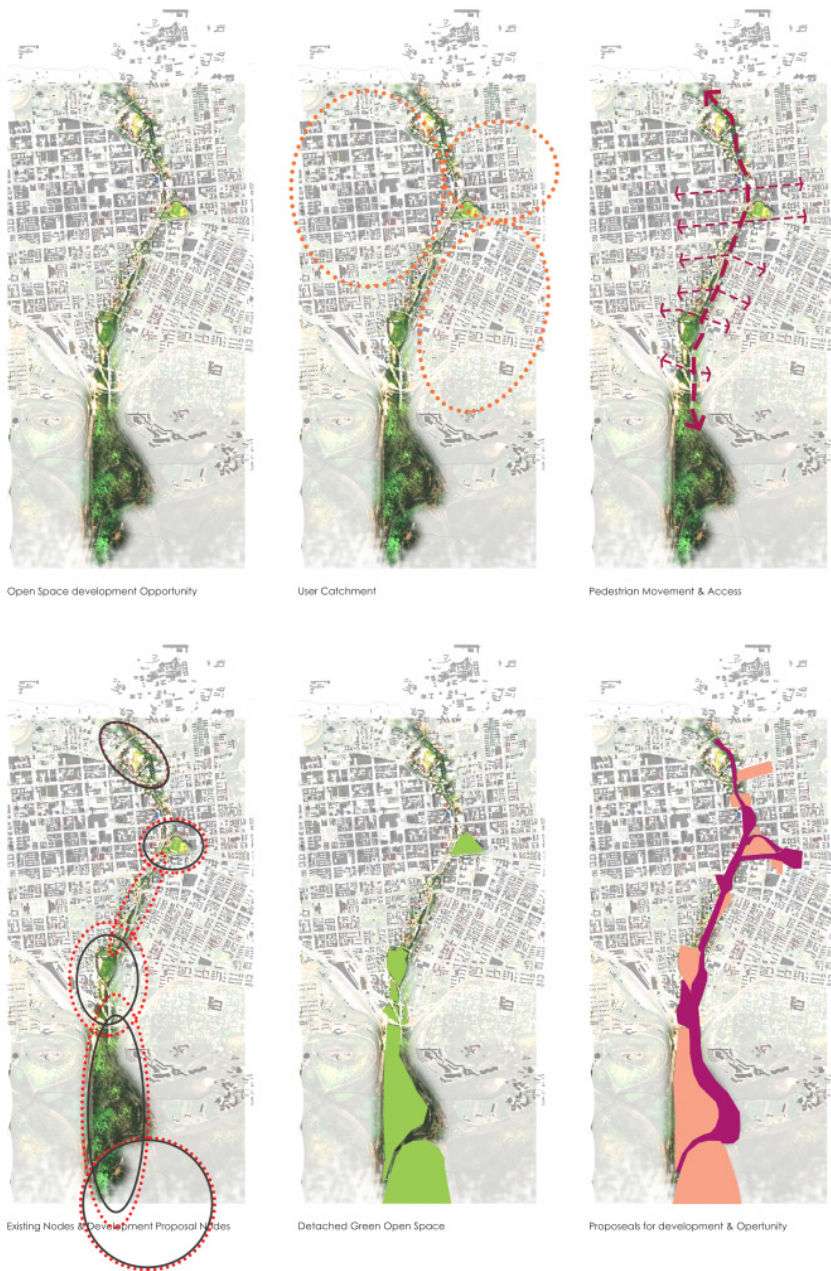 Open Space development Opportunity
User Catchment
Pedestrian Movement & Access
Existing Nodes & Development Proposal Nodes
Detached Green Open Space
Proposeals for development & Opertunity